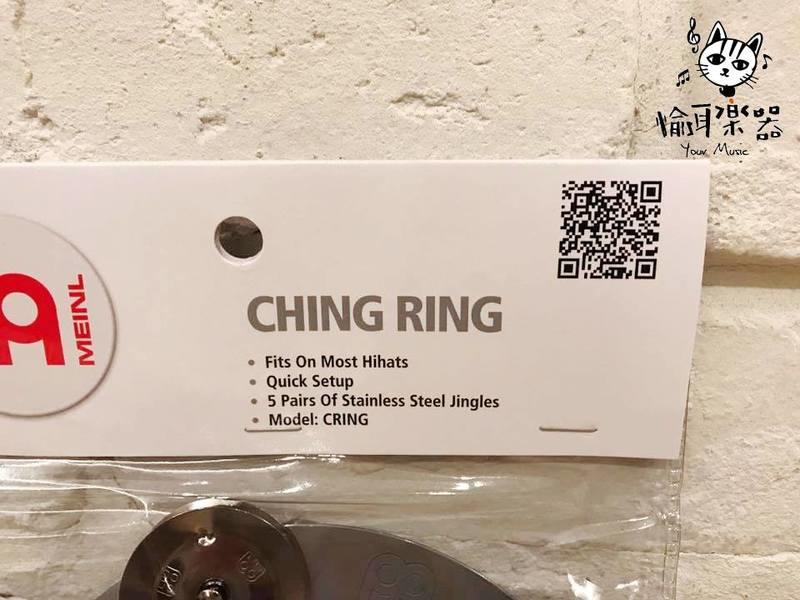 愉耳樂器
Your Music
MEINL
CHING RING
• Fits On Most Hihats
• Quick Setup
• 5 Pairs Of Stainless Steel Jingles
• Model: CRING